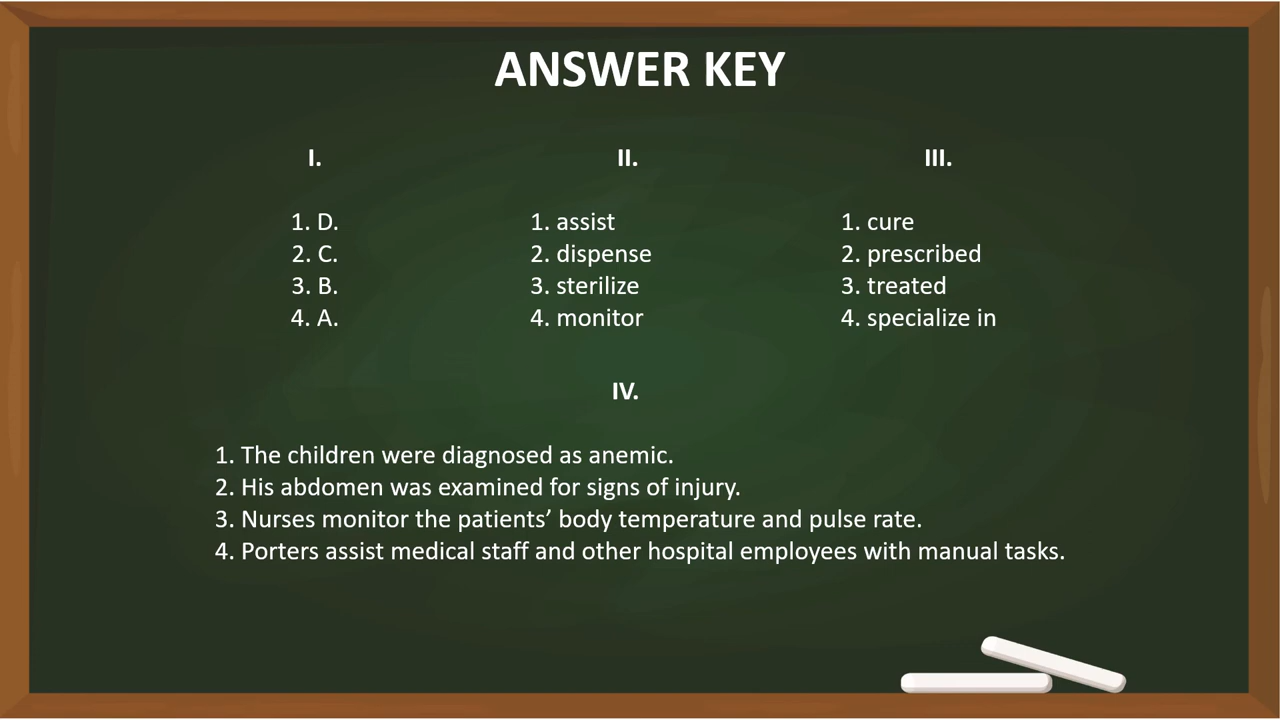 ANSWER KEY
I.
1. D.
2. C.
3. B.
4. A.
II.
1. assist
2. dispense
3. sterilize
4. monitor
III.
1. cure
2. prescribed
3. treated
4. specialize in
IV.
1. The children were diagnosed as anemic.
2. His abdomen was examined for signs of injury.
3. Nurses monitor the patients’ body temperature and pulse rate.
4. Porters assist medical staff and other hospital employees with manual tasks.